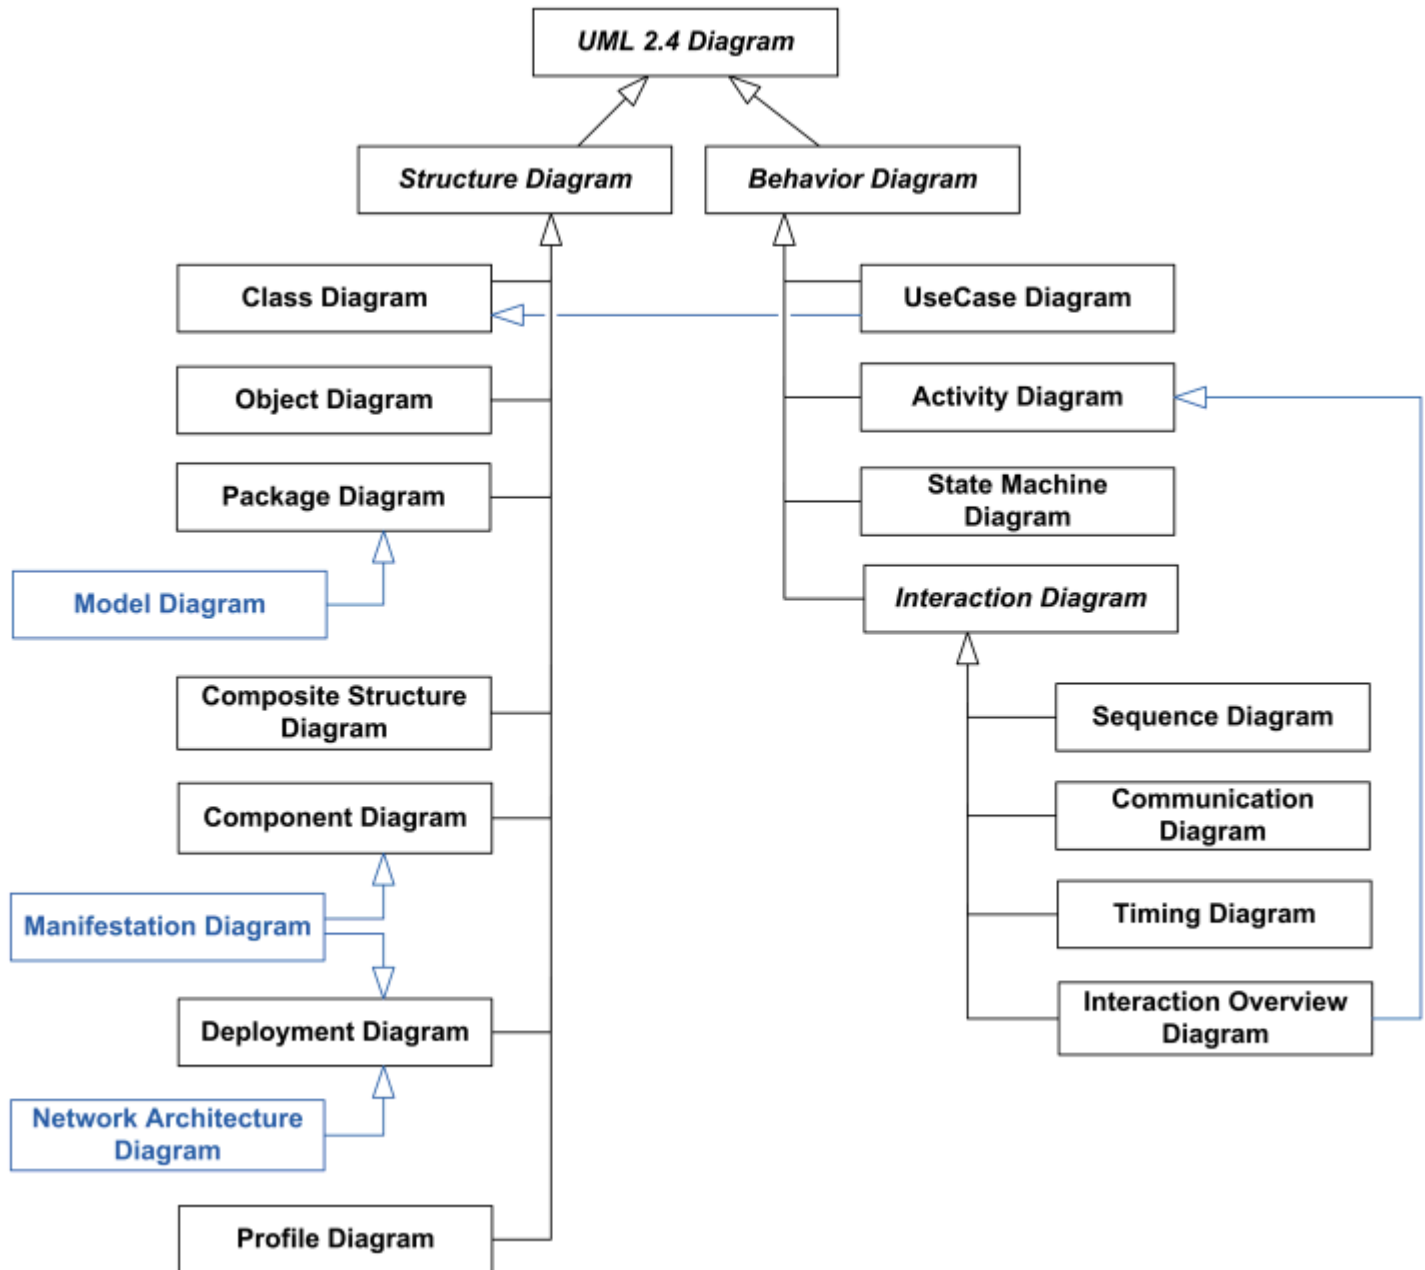 UML 2.4 Diagram
Structure Diagram
Behavior Diagram
Class Diagram
UseCase Diagram
Object Diagram
Activity Diagram
Package Diagram
State Machine
Diagram
Model Diagram
Interaction Diagram
Composite Structure
Diagram
Sequence Diagram
Component Diagram
Communication
Diagram
Manifestation Diagram
Timing Diagram
Deployment Diagram
Interaction Overview
Diagram
Network Architecture
Diagram
Profile Diagram